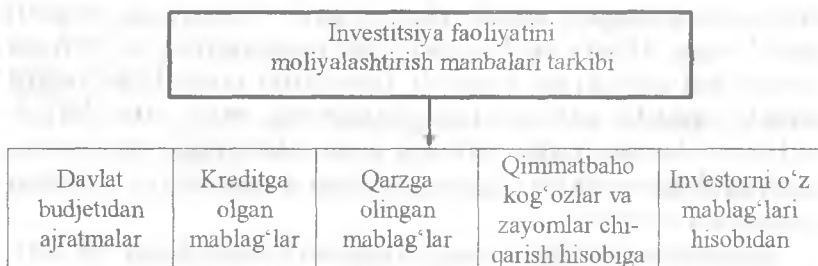 Investitsiya faoliyatini
moliyalashtirish manbalari tarkibi
Davlat
budjetidan
ajratmalar
Kreditga
olgan
mablag‘lar
Qarzga
olingan
mablag‘lar
Qimmatbaho
kog‘ozlar va
zayomlar chi-
qarish hisobiga
Investorni o‘z
mablag‘lari
hisobidan